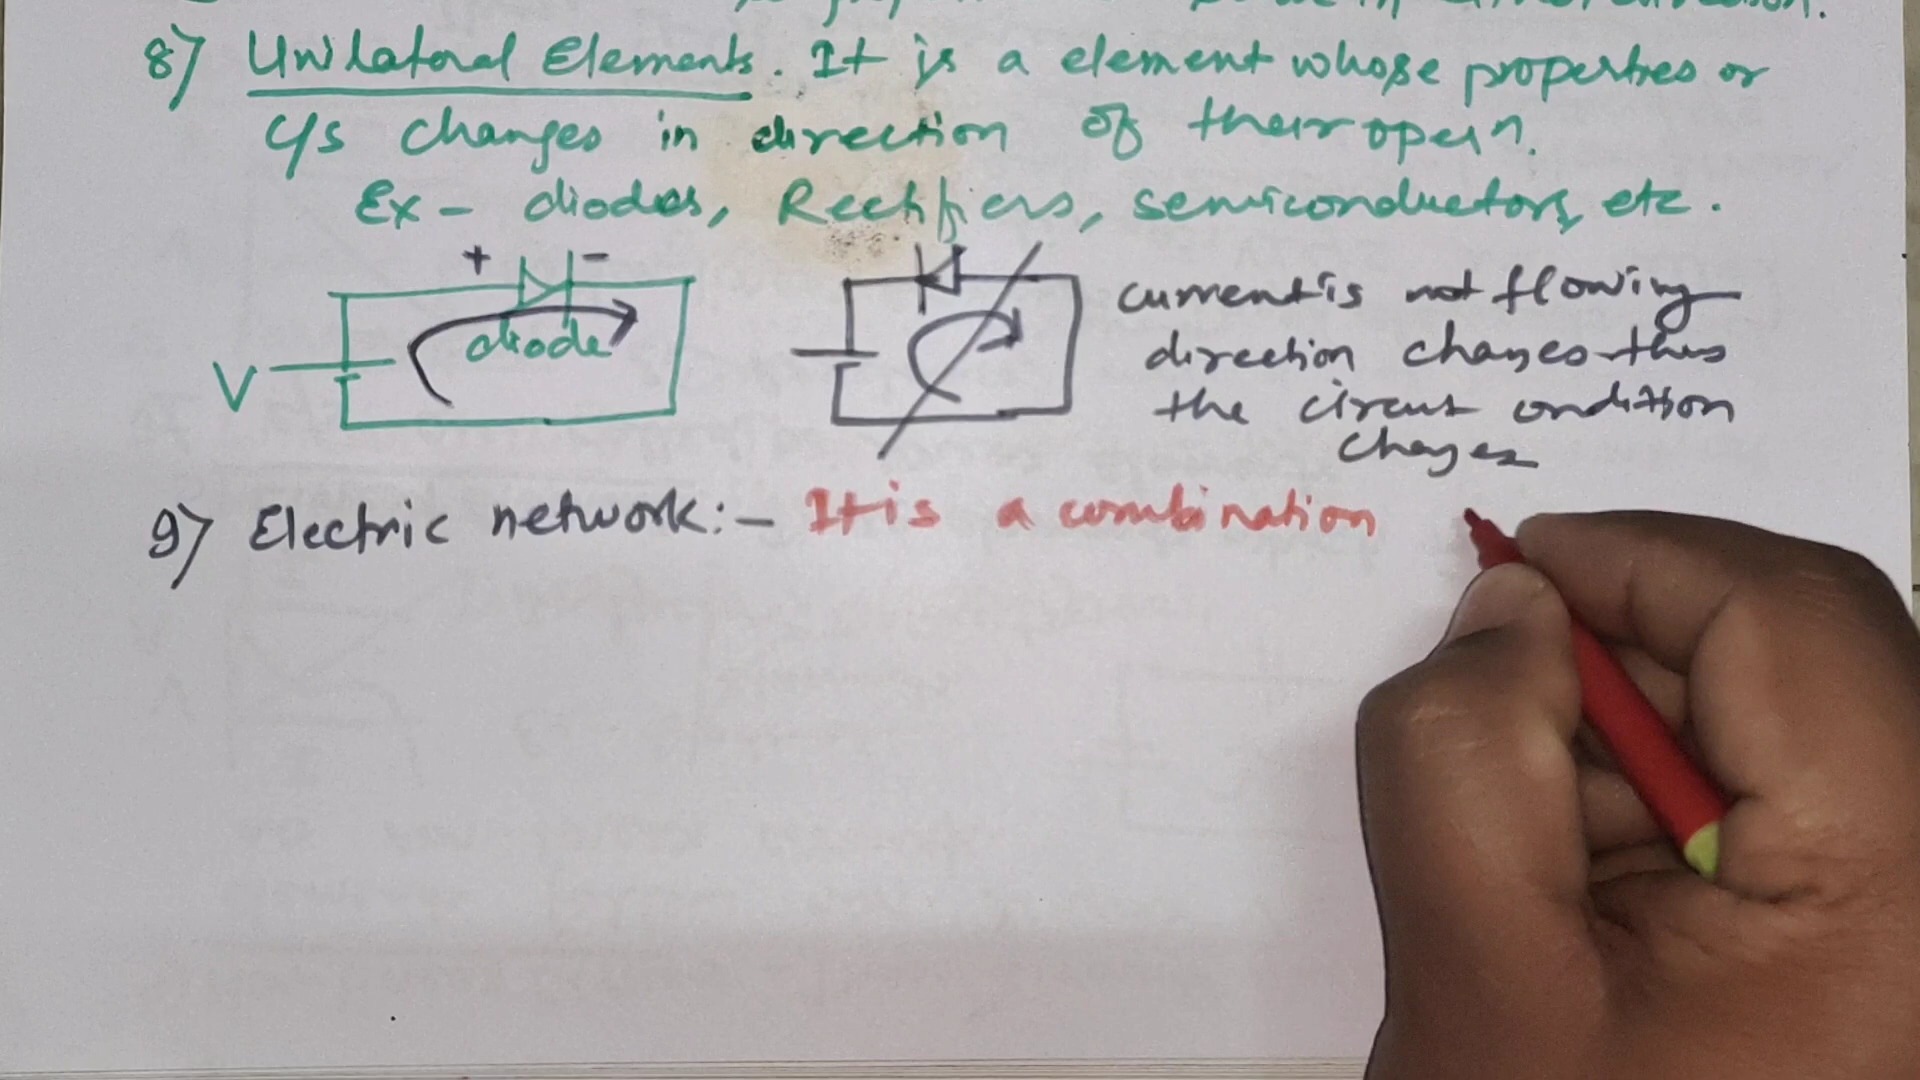 8) Unilateral Elements. It is a element whose properties or
C/s changes in direction of their opern.
Ex - diodes, Rectifiers, semiconductors, etc.
+ -
diode
V
current is not flowing
direction changes thus
the circuit condition
changes
9) Electric network:- It is a combination